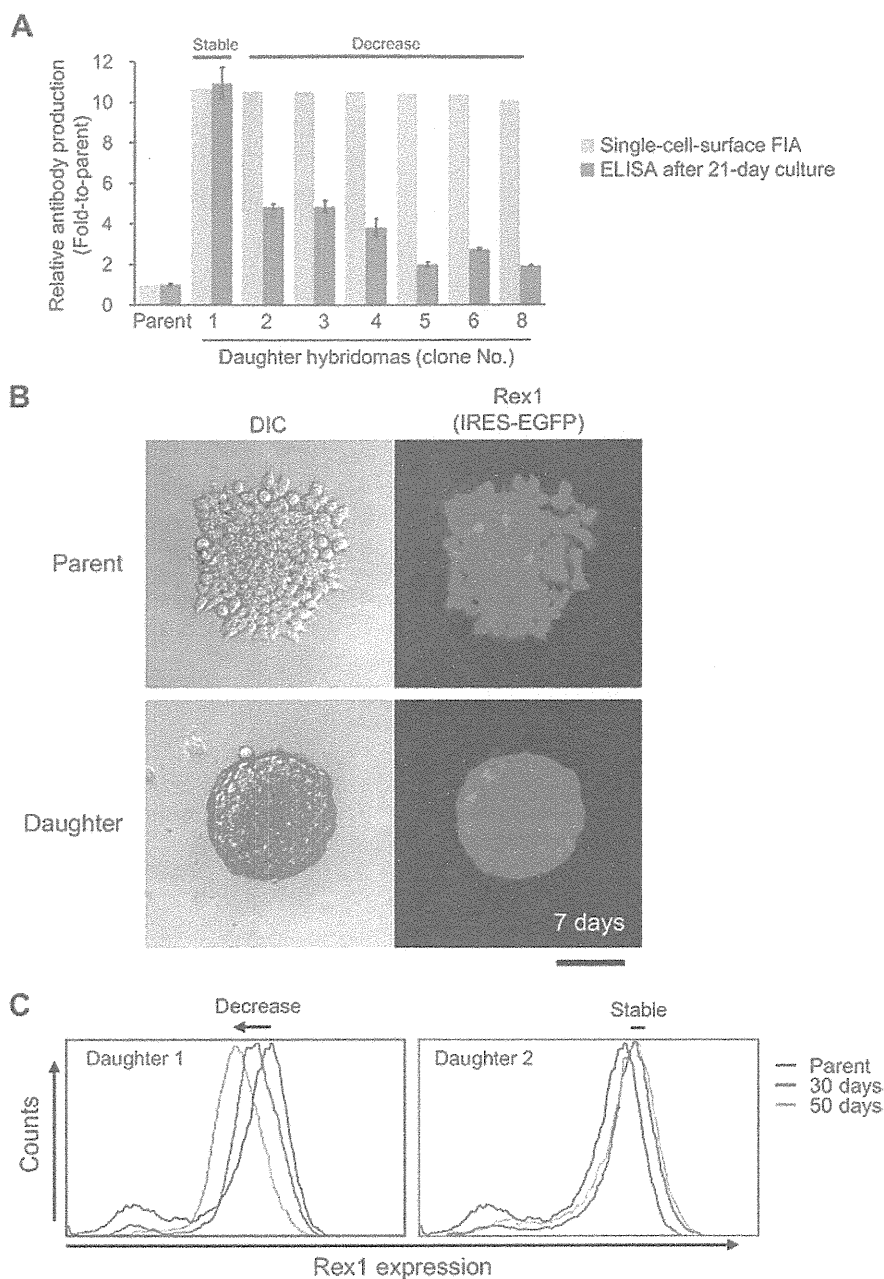 A
Stable
Decrease
Relative antibody production
(Fold-to-parent)
12
10
8
6
4
2
0
Parent
1
2
3
4
5
6
8
Daughter hybridomas (clone No.)
Single-cell-surface FIA
ELISA after 21-day culture
B
DIC
Rex1
(IRES-EGFP)
Parent
Daughter
7 days
C
Decrease
Stable
Daughter 1
Daughter 2
Counts
Parent
30 days
50 days
Rex1 expression